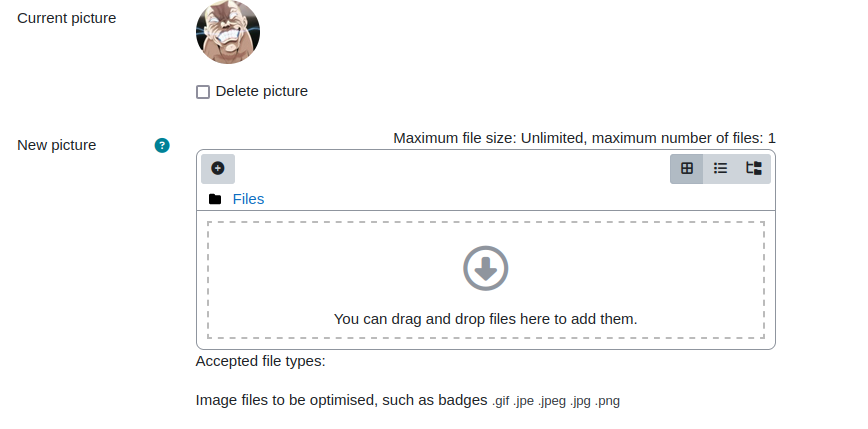 Current picture
Delete picture
New picture
?
Maximum file size: Unlimited, maximum number of files: 1
Files
You can drag and drop files here to add them.
Accepted file types:
Image files to be optimised, such as badges .gif .jpe .jpeg .jpg .png